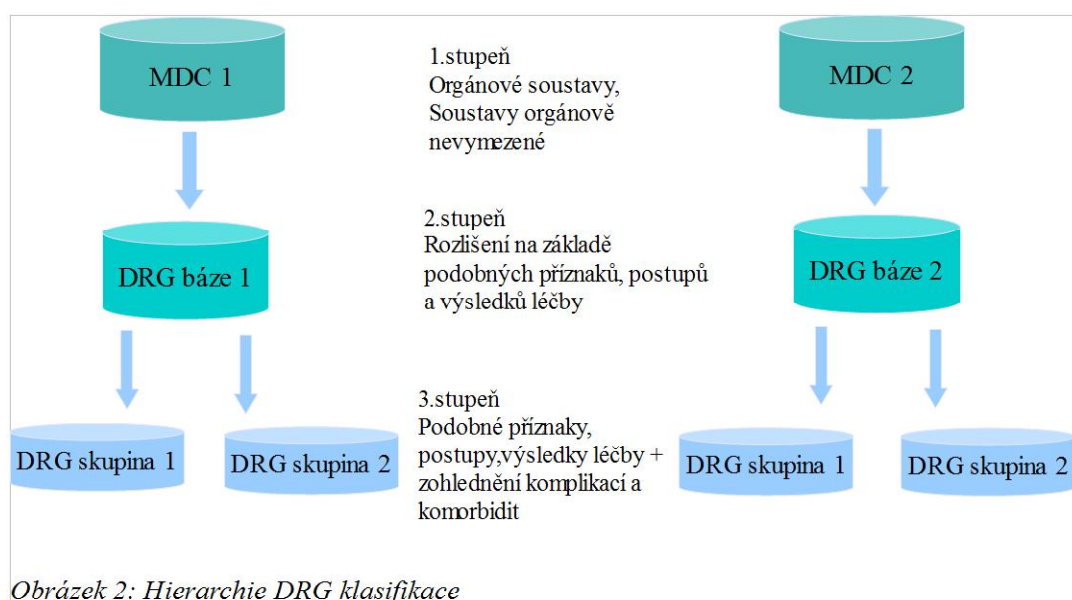 MDC 1
1.stupeň
Orgánové soustavy,
Soustavy orgánově
nevymezené
MDC 2
DRG báze 1
2.stupeň
Rozlišení na základě
podobných příznaků, postupů
a výsledků léčby
DRG báze 2
DRG skupina 1
DRG skupina 2
3.stupeň
Podobné příznaky,
postupy,výsledky léčby +
zohlednění komplikací a
komorbidit
DRG skupina 1
DRG skupina 2
Obrázek 2: Hierarchie DRG klasifikace